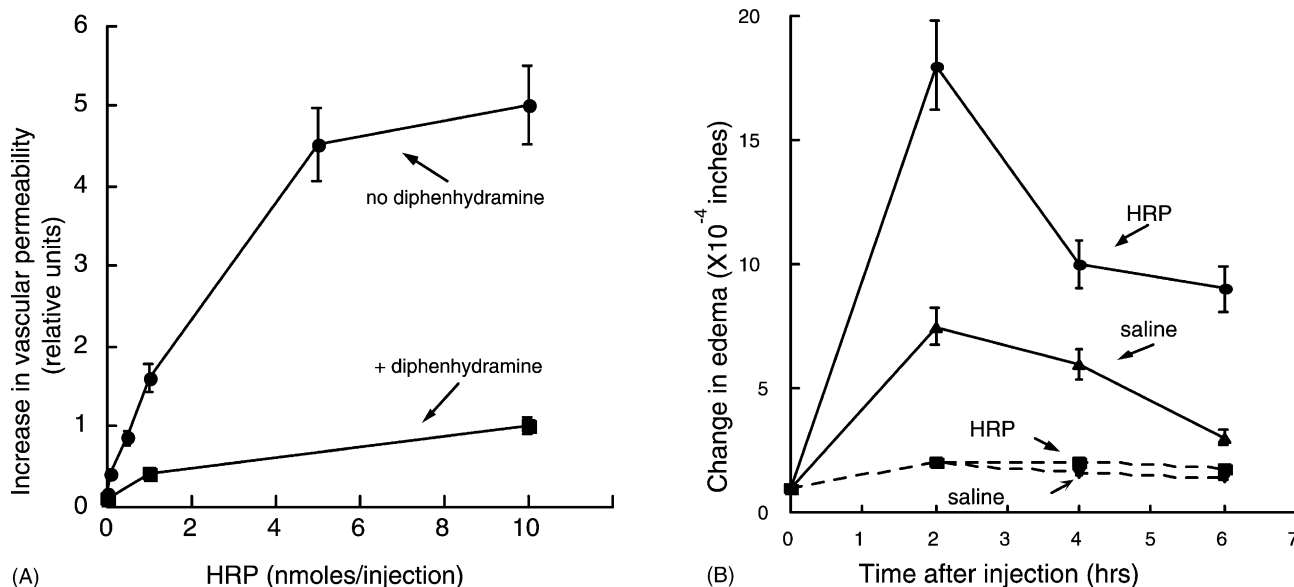 6
5
4
3
2
1
0
0 2 4 6 8 10
Increase in vascular permeability
(relative units)
no diphenhydramine
+ diphenhydramine
(A)
HRP (nmoles/injection)
20
15
10
5
0
0 1 2 3 4 5 6 7
Change in edema (X10-4 inches)
HRP
saline
HRP
saline
(B)
Time after injection (hrs)